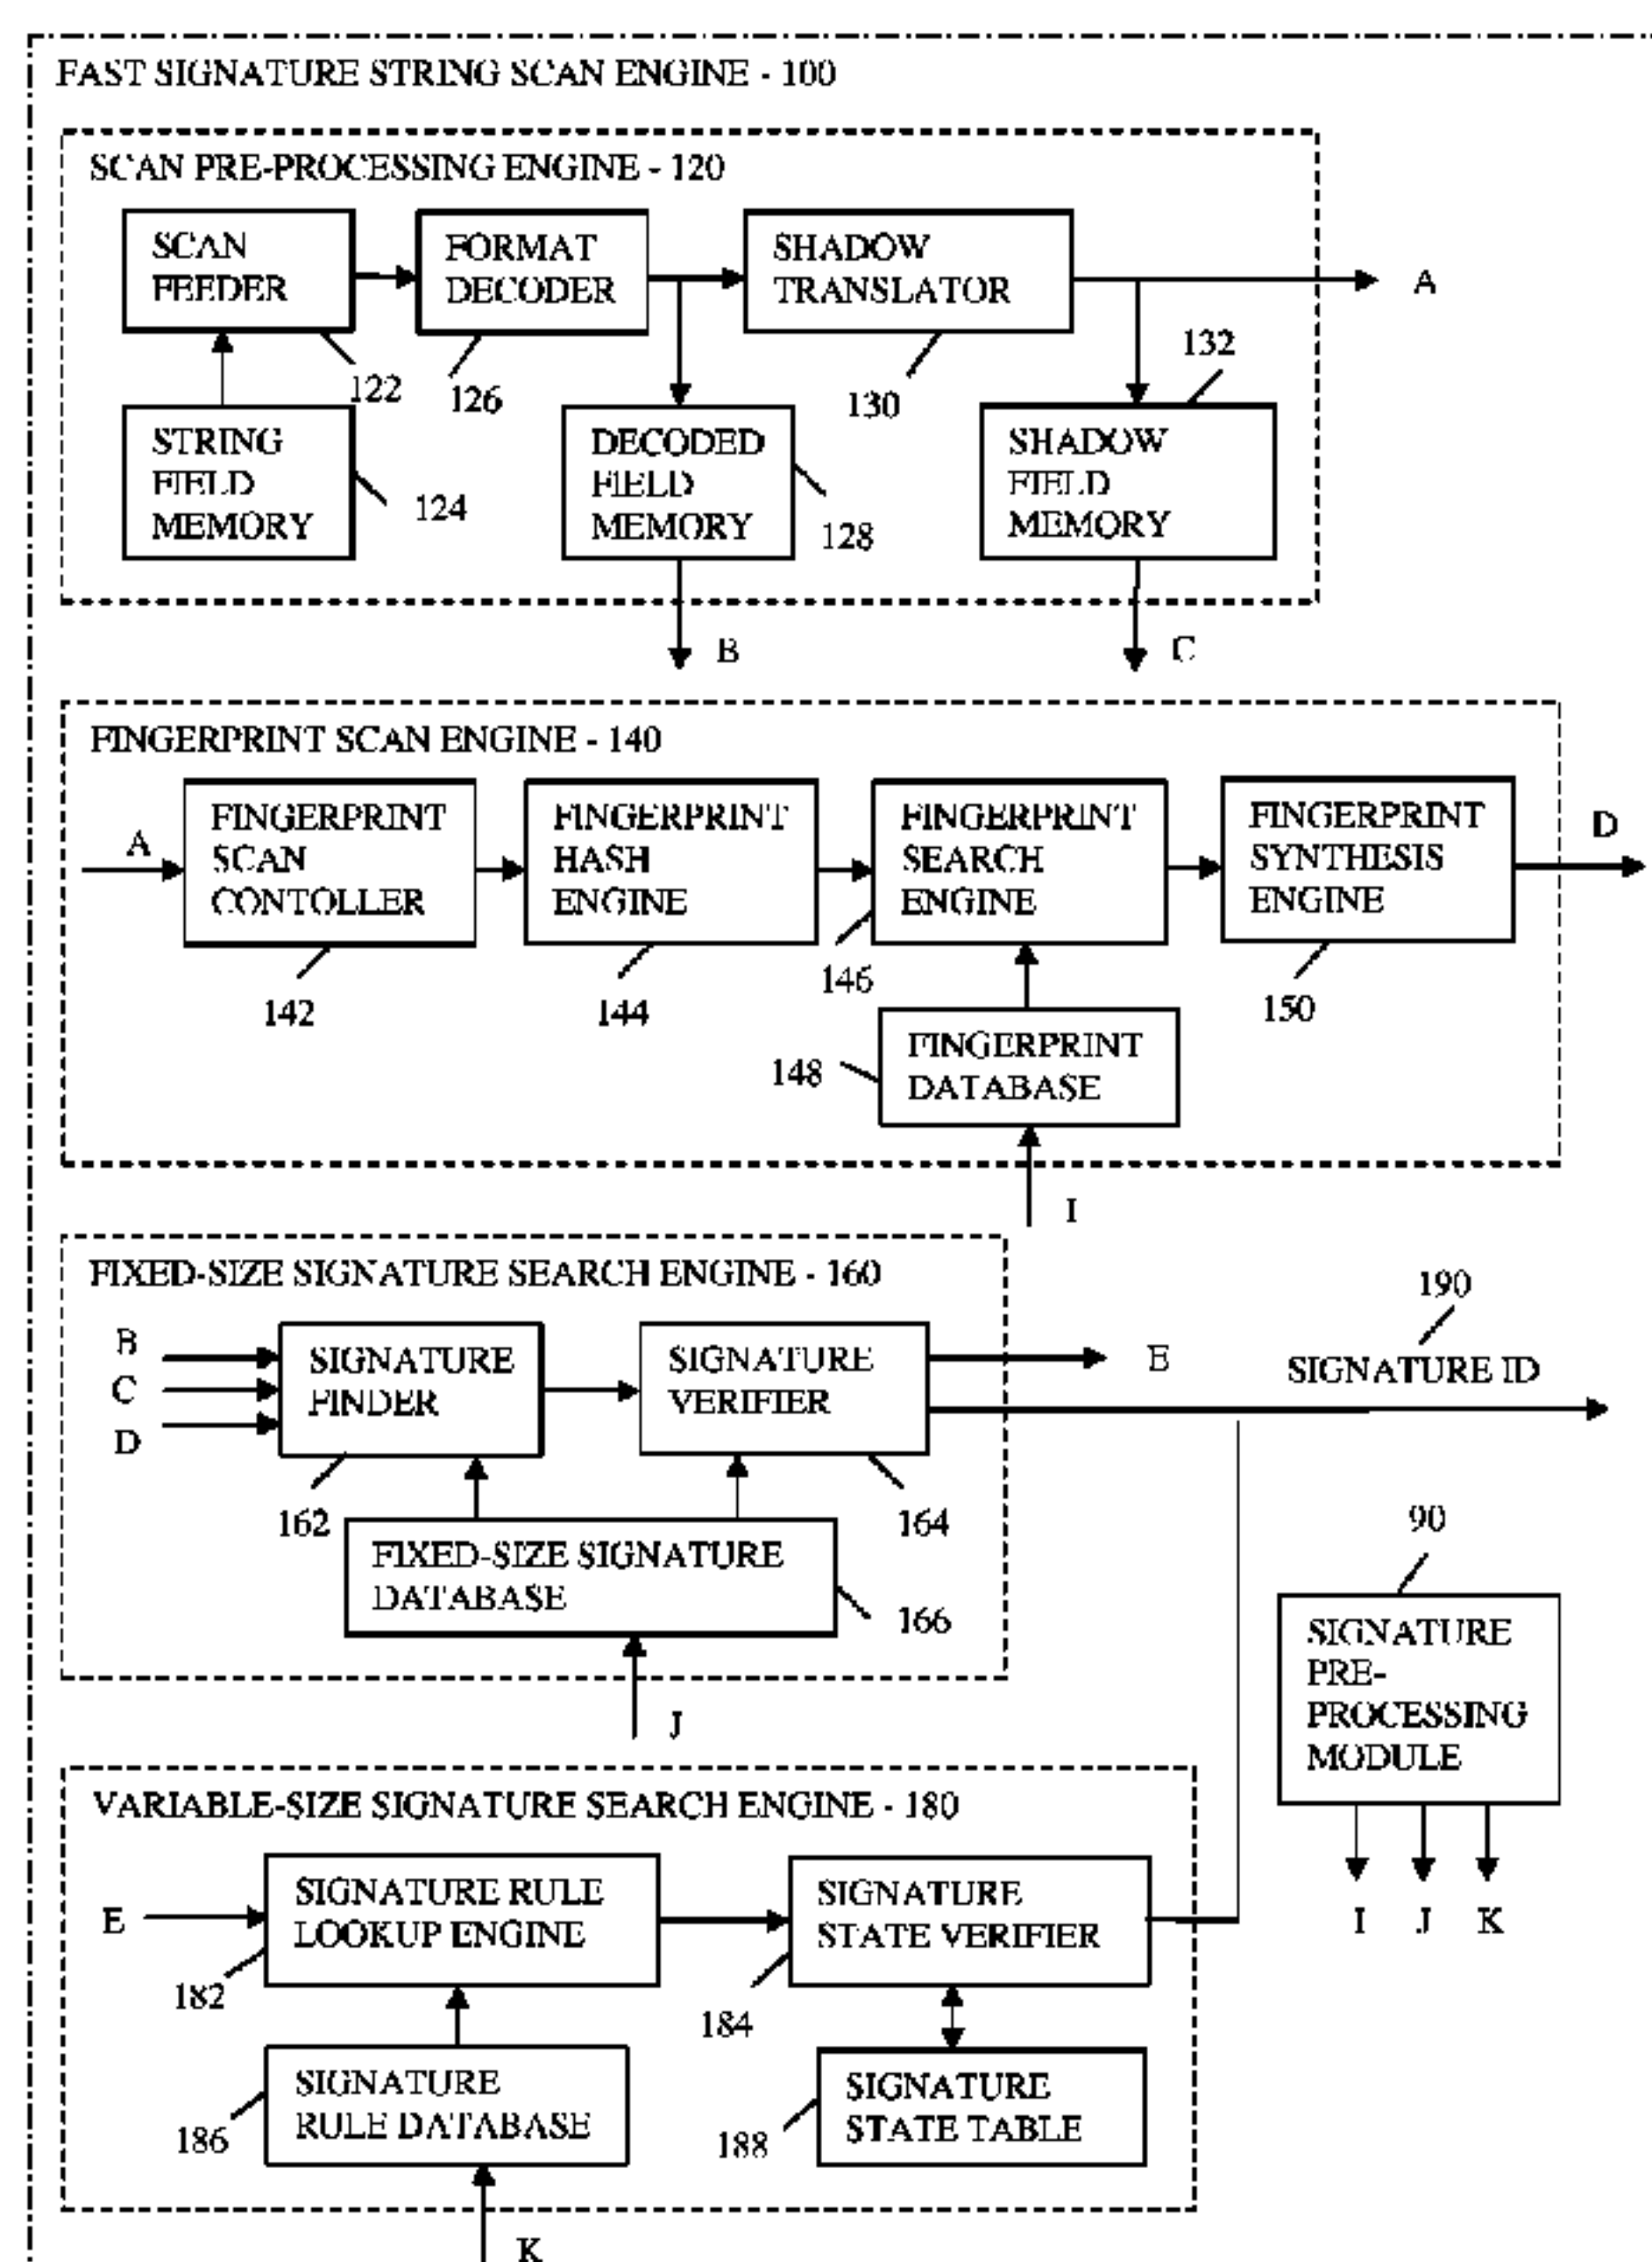 FAST SIGNATURE STRING SCAN ENGINE - 100
SCAN PRE-PROCESSING ENGINE - 120
SCAN
FEEDER
FORMAT
DECODER
SHADOW
TRANSLATOR
A
122
126
130
132
STRING
FIELD
MEMORY
124
DECODED
FIELD
MEMORY
128
SHADOW
FIELD
MEMORY
B
C
FINGERPRINT SCAN ENGINE - 140
A
FINGERPRINT
SCAN
CONTOLLER
FINGERPRINT
HASH
ENGINE
FINGERPRINT
SEARCH
ENGINE
FINGERPRINT
SYNTHESIS
ENGINE
D
142
144
146
150
148
FINGERPRINT
DATABASE
I
FIXED-SIZE SIGNATURE SEARCH ENGINE - 160
B
C
D
SIGNATURE
FINDER
SIGNATURE
VERIFIER
E
190
SIGNATURE ID
162
164
FIXED-SIZE SIGNATURE
DATABASE
166
J
90
SIGNATURE
PRE-
PROCESSING
MODULE
I J K
VARIABLE-SIZE SIGNATURE SEARCH ENGINE - 180
E
SIGNATURE RULE
LOOKUP ENGINE
SIGNATURE
STATE VERIFIER
182
184
SIGNATURE
RULE DATABASE
186
SIGNATURE
STATE TABLE
188
K